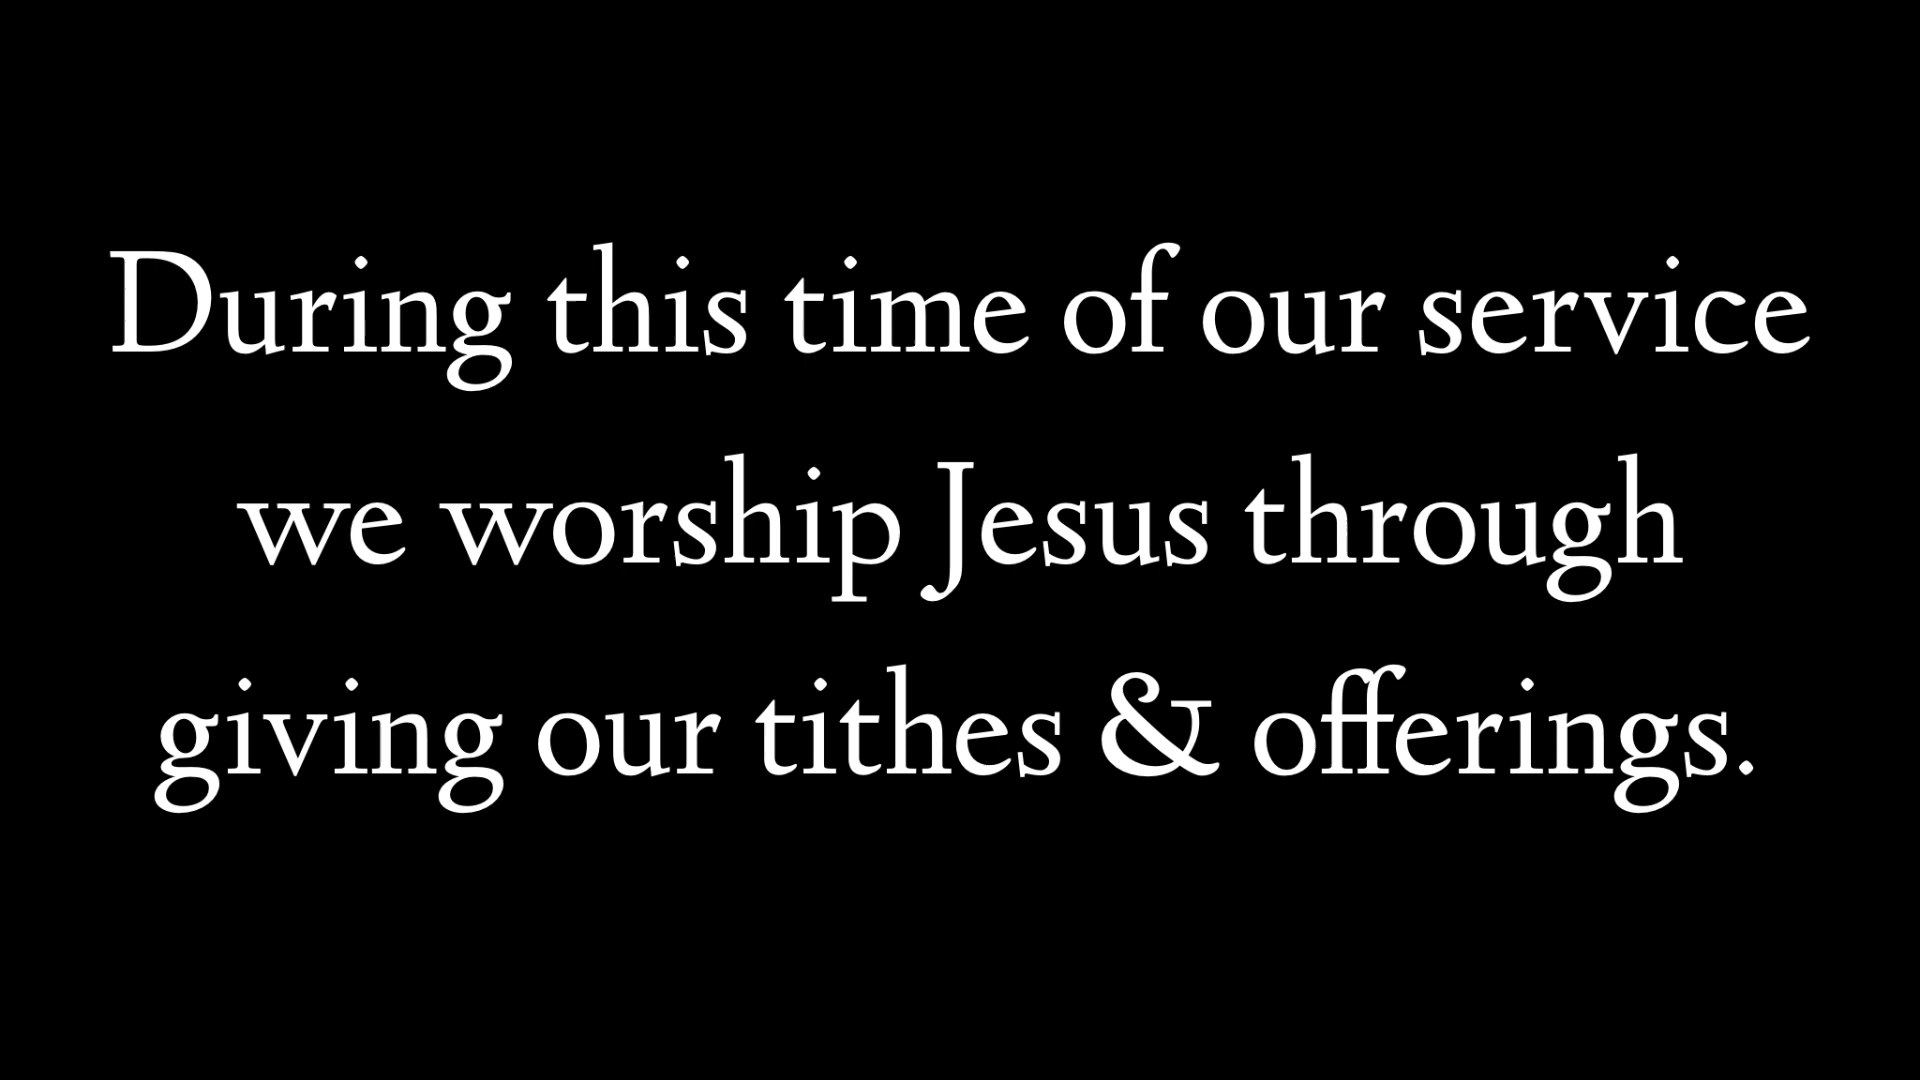 During this time of our service
we worship Jesus through
giving our tithes & offerings.